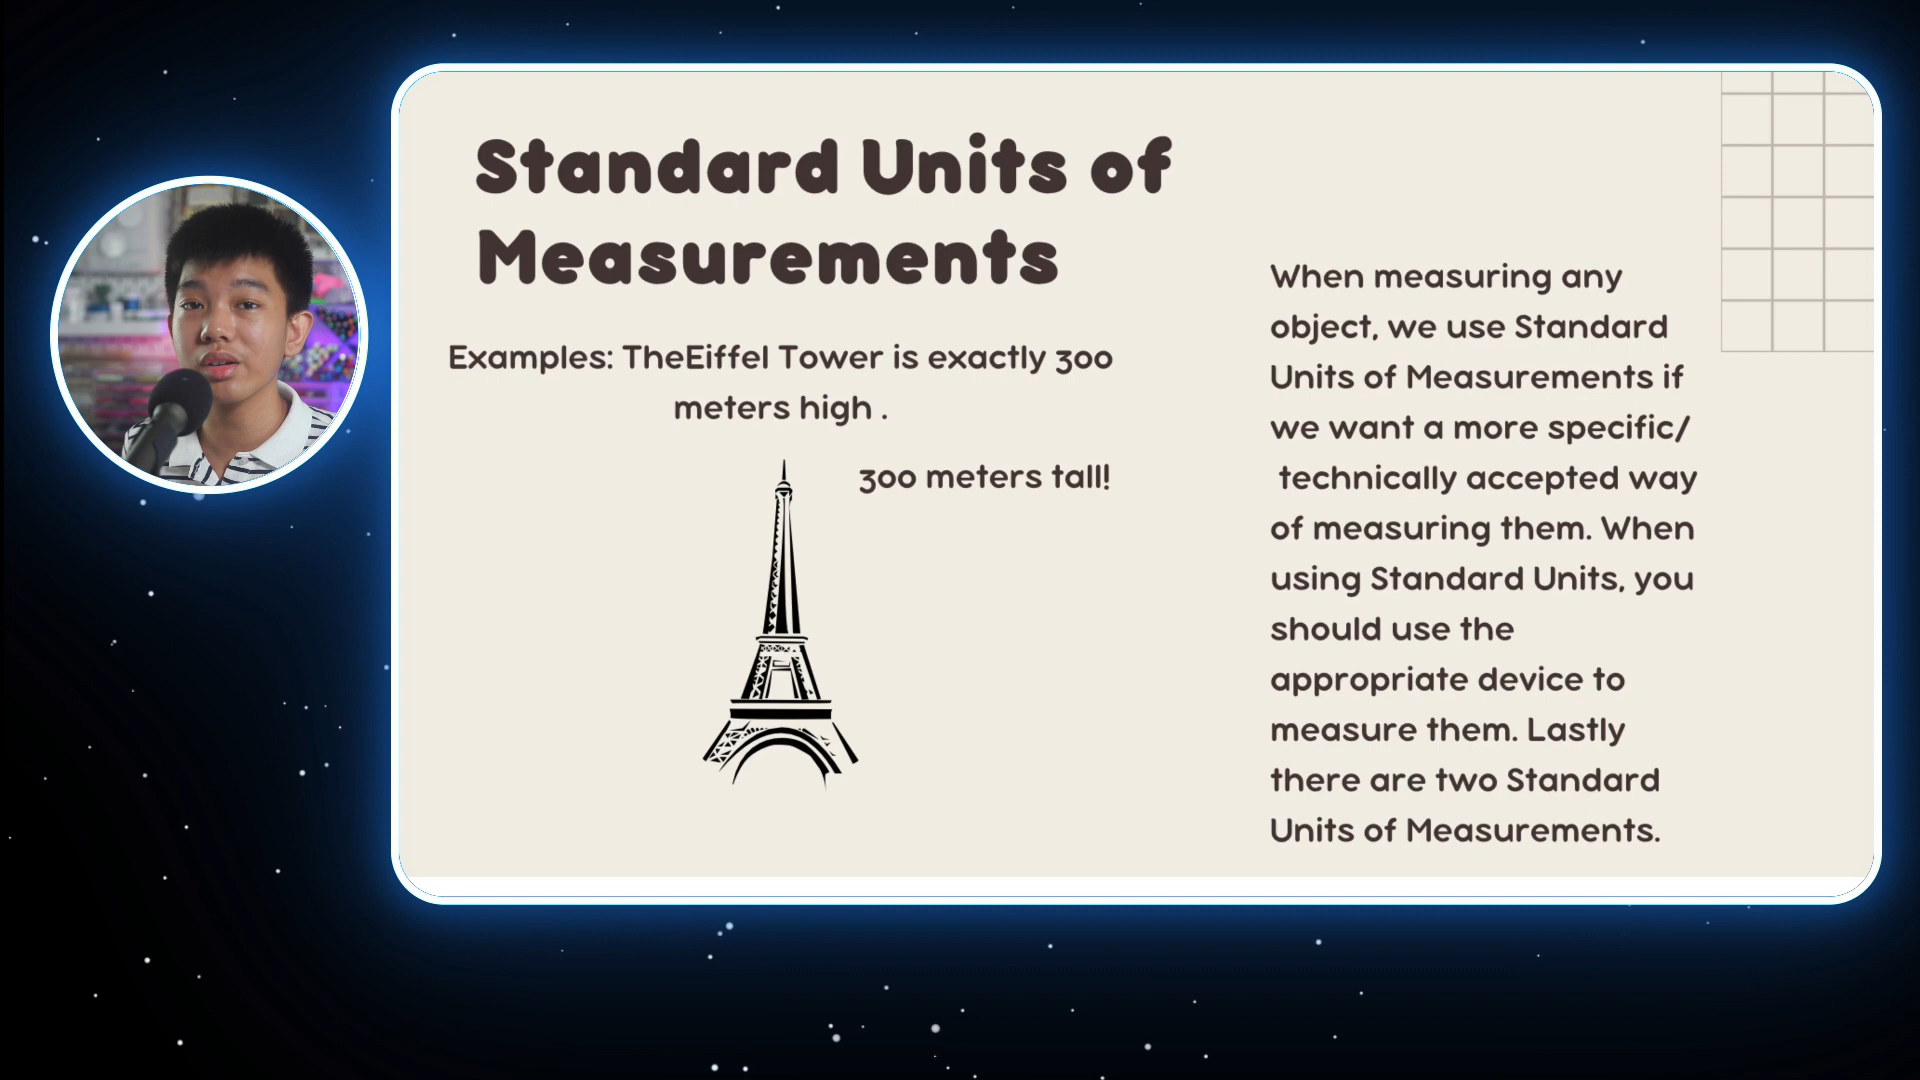 Standard Units of
Measurements
Examples: TheEiffel Tower is exactly 300
meters high .
300 meters tall!
When measuring any
object, we use Standard
Units of Measurements if
we want a more specific/
technically accepted way
of measuring them. When
using Standard Units, you
should use the
appropriate device to
measure them. Lastly
there are two Standard
Units of Measurements.